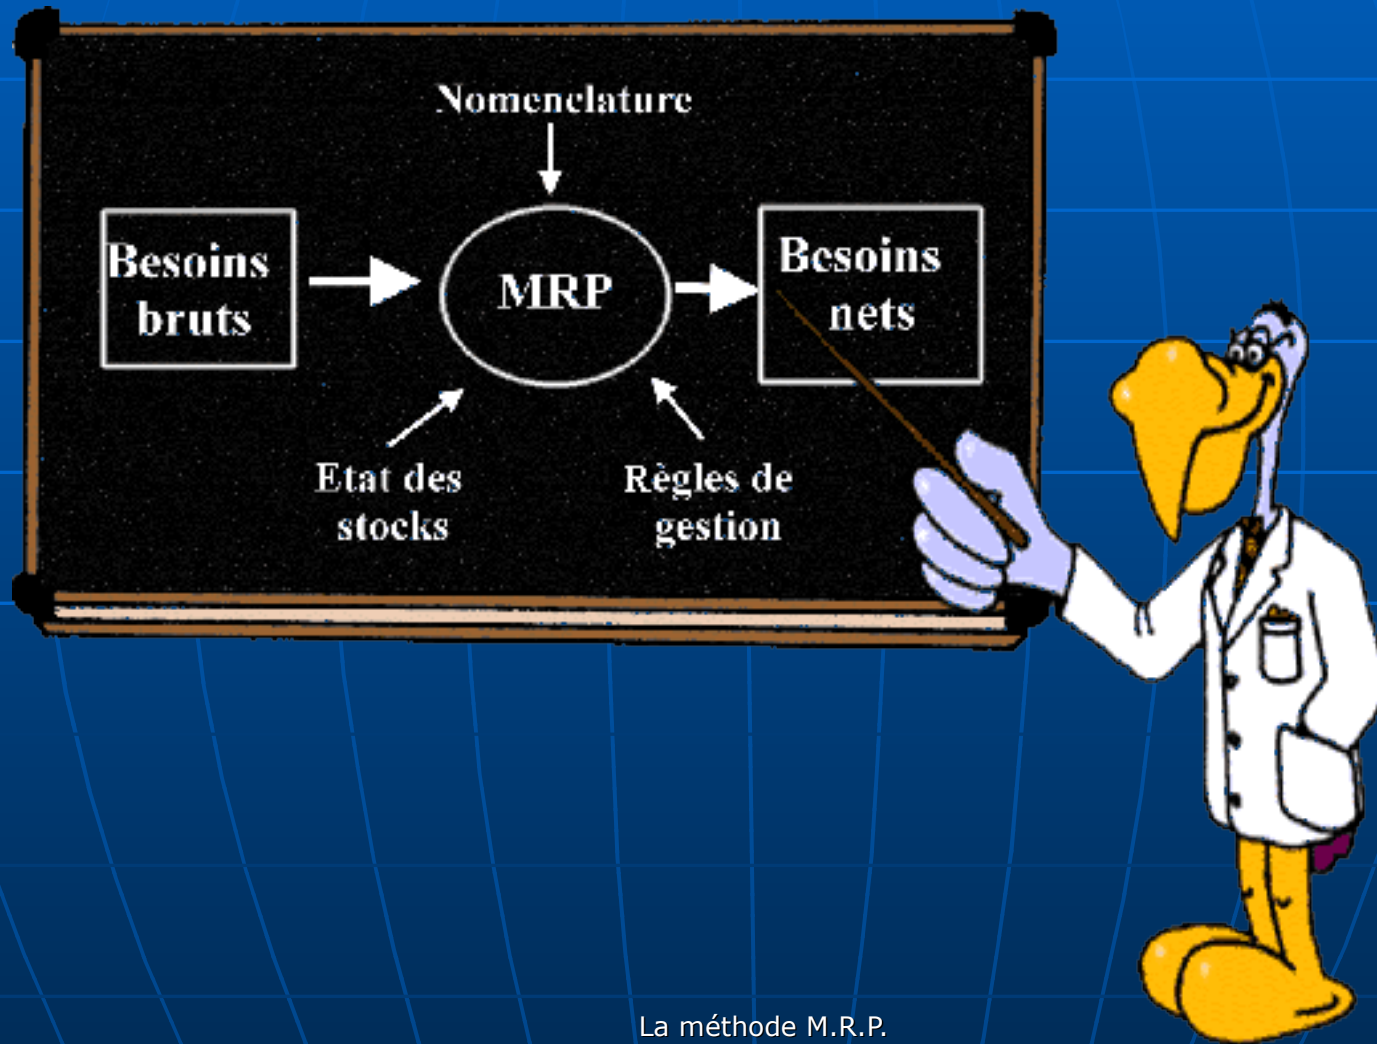 Nomenclature
Besoins
bruts
MRP
Besoins
nets
Etat des
stocks
Règles de
gestion
La méthode M.R.P.